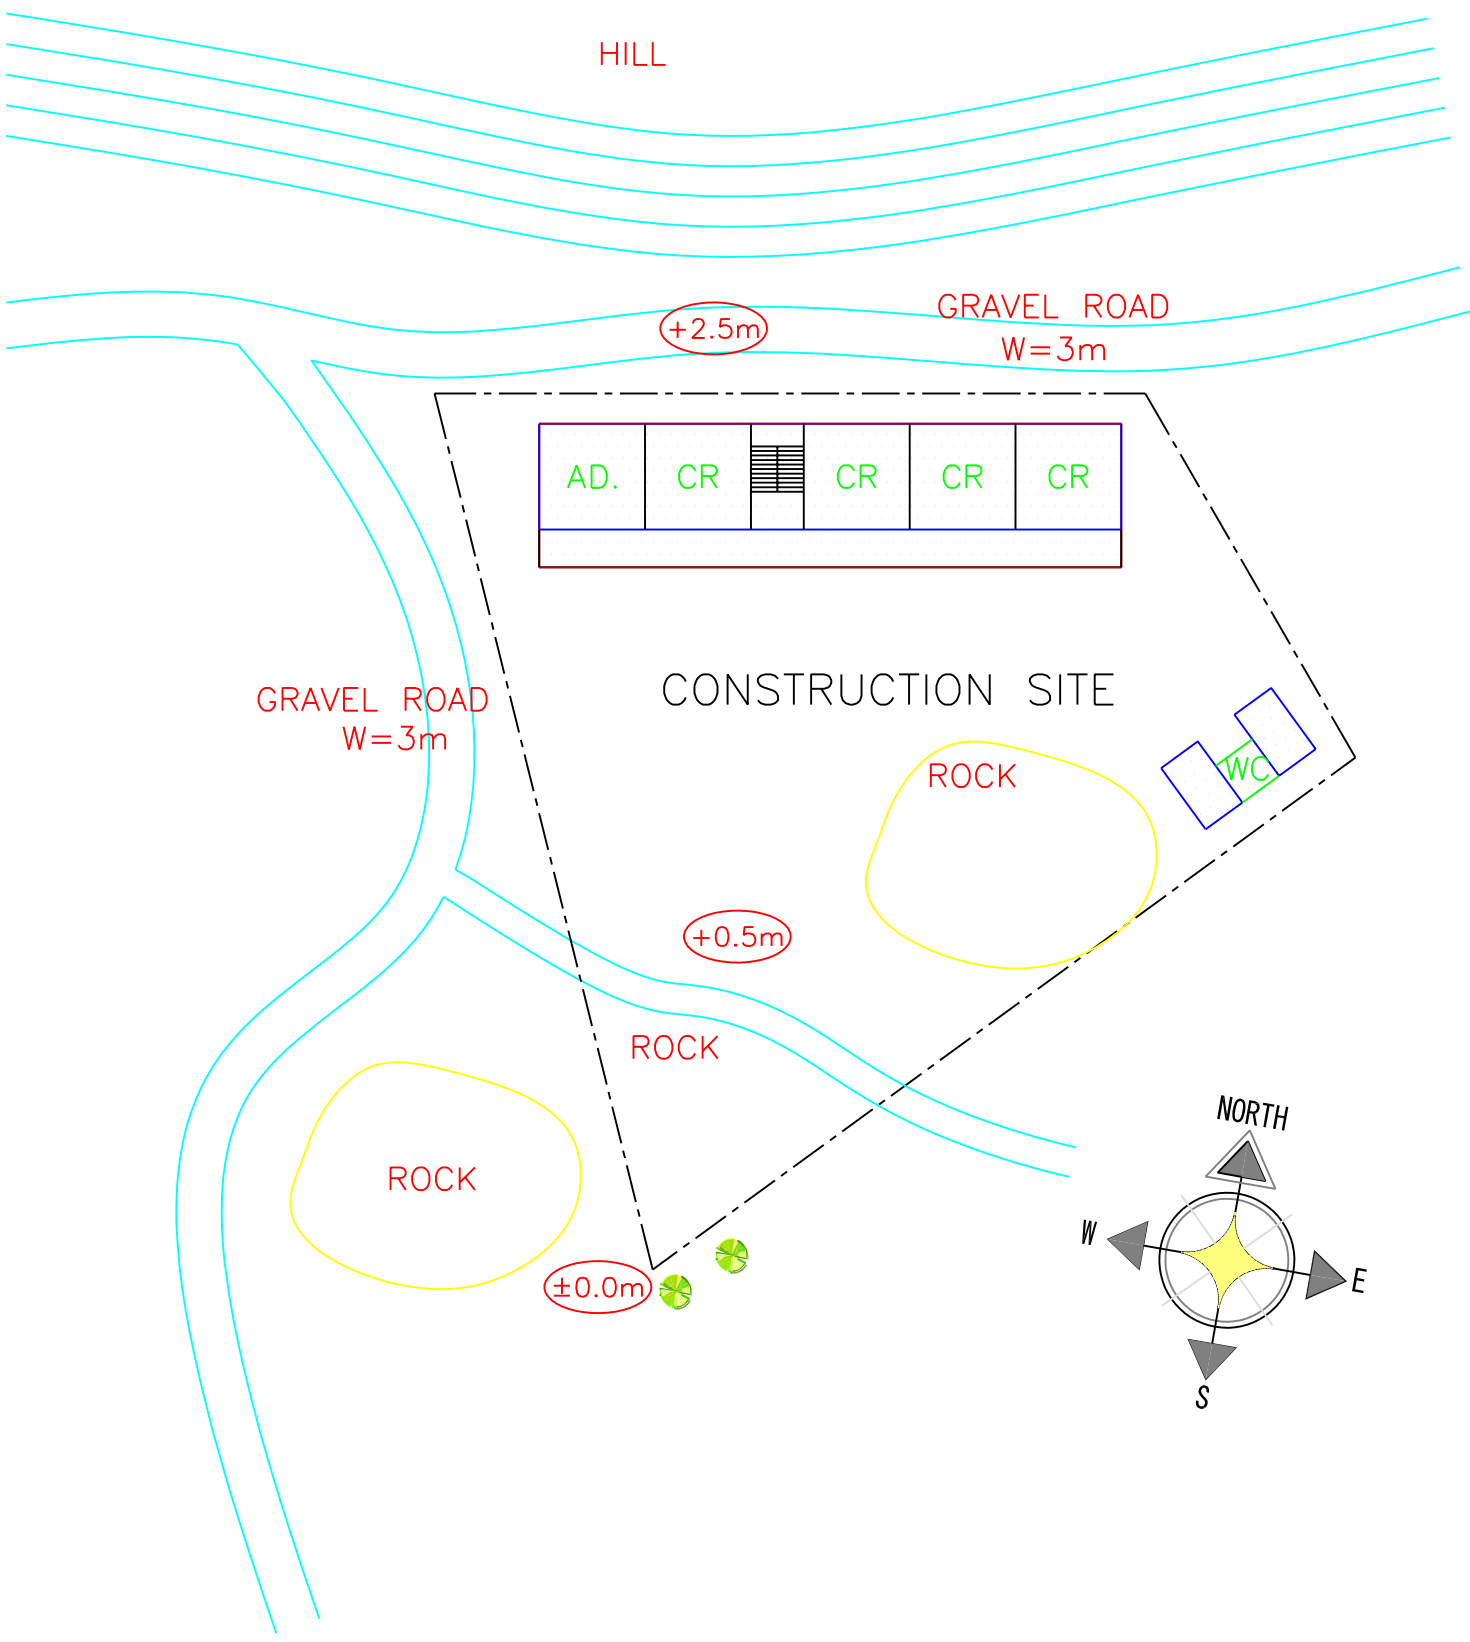 HILL
+2.5m
GRAVEL ROAD
W=3m
AD.
CR
CR
CR
CR
CONSTRUCTION SITE
GRAVEL ROAD
W=3m
ROCK
WC
+0.5m
ROCK
ROCK
±0.0m
NORTH
W
E
S